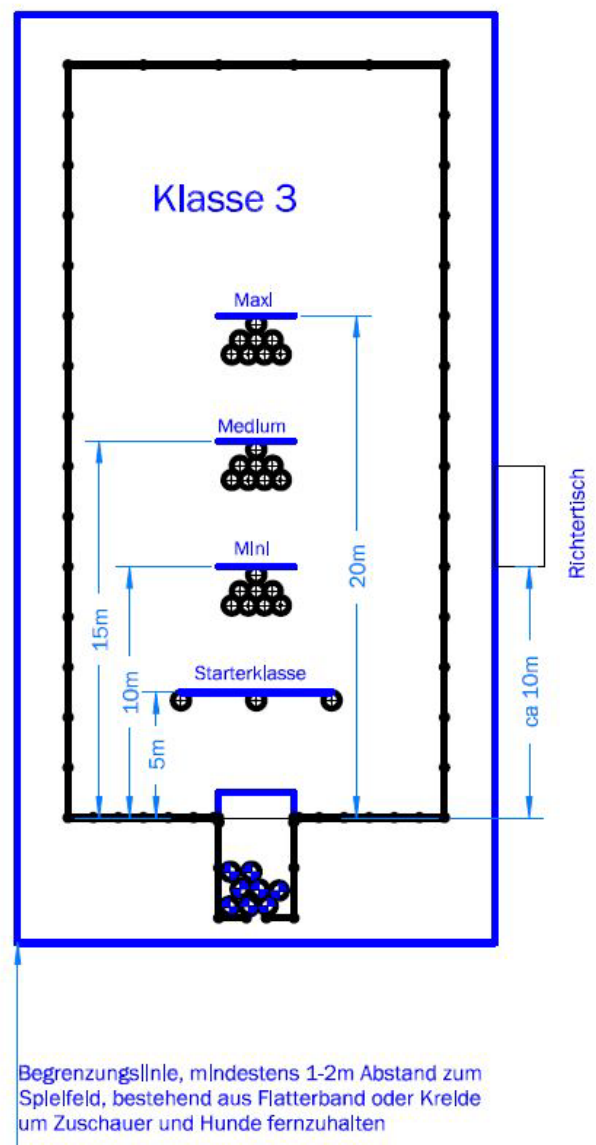 Klasse 3
Maxi
Medium
Mini
20m
Richtertisch
15m
10m
Starterklasse
5m
ca 10m
Begrenzungslinie, mindestens 1-2m Abstand zum
Spielfeld, bestehend aus Flatterband oder Kreide
um Zuschauer und Hunde fernzuhalten